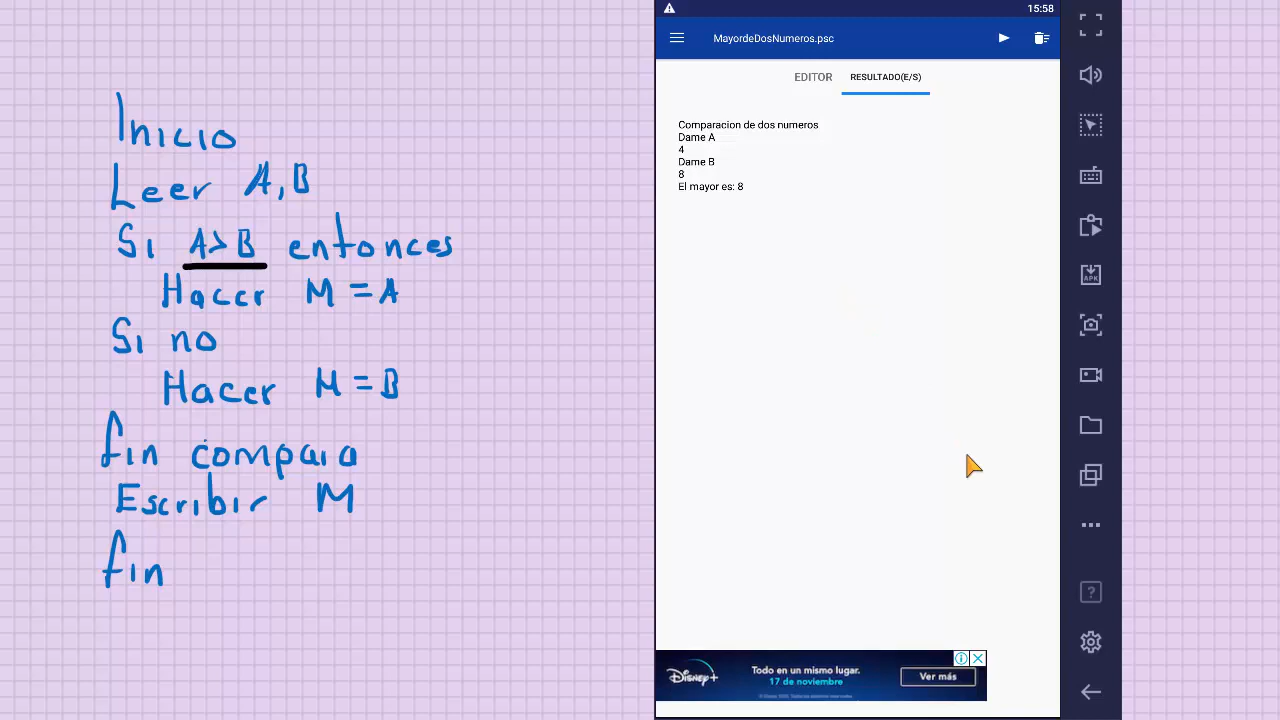 Inicio
Leer A, B
Si A>B entonces
Hacer M = A
Si no
Hacer M = B
fin compara
Escribir M
fin
15:58
MayordeDosNumeros.psc
EDITOR RESULTADO(E/S)
Comparacion de dos numeros
Dame A
4
Dame B
8
El mayor es: 8
APK
Disney+
Todo en un mismo lugar.
17 de noviembre
Ver más